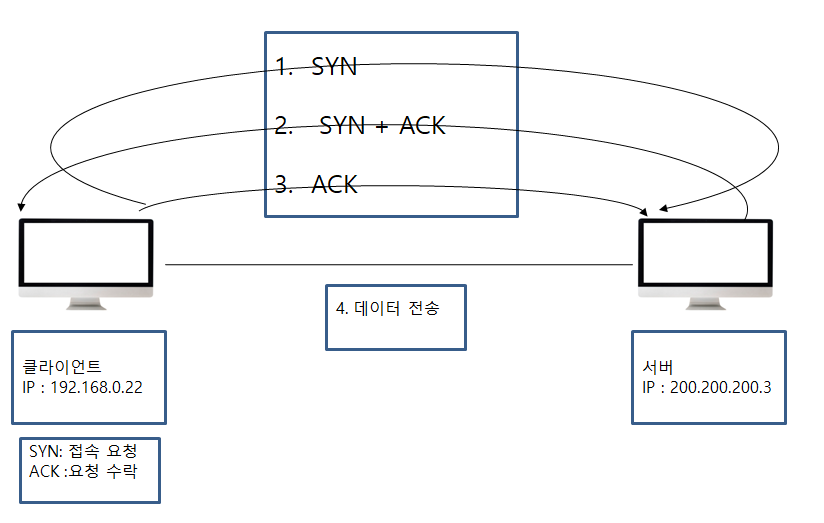 1. SYN
2. SYN + ACK
3. ACK
4. 데이터 전송
클라이언트
IP : 192.168.0.22
서버
IP : 200.200.200.3
SYN: 접속 요청
ACK :요청 수락